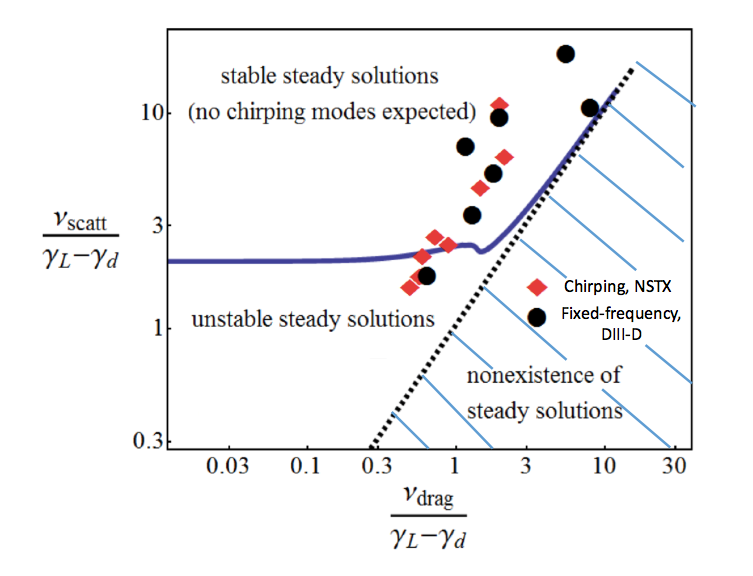 stable steady solutions
(no chirping modes expected)
10
3
1
0.3
ν_scatt
γ_L−γ_d
unstable steady solutions
Chirping, NSTX
Fixed-frequency,
DIII-D
nonexistence of
steady solutions
0.03 0.1 0.3 1 3 10 30
ν_drag
γ_L−γ_d